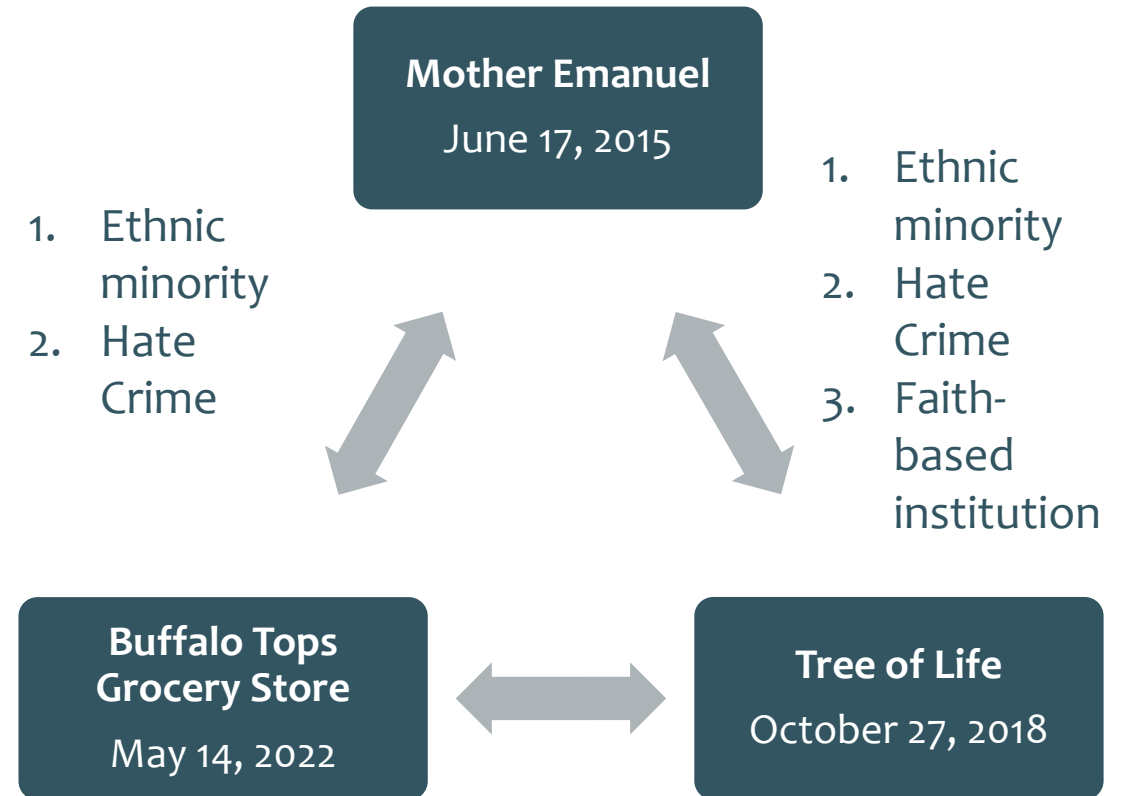 Mother Emanuel
June 17, 2015
1. Ethnic
minority
2. Hate
Crime
1. Ethnic
minority
2. Hate
Crime
3. Faith-
based
institution
Buffalo Tops
Grocery Store
May 14, 2022
Tree of Life
October 27, 2018